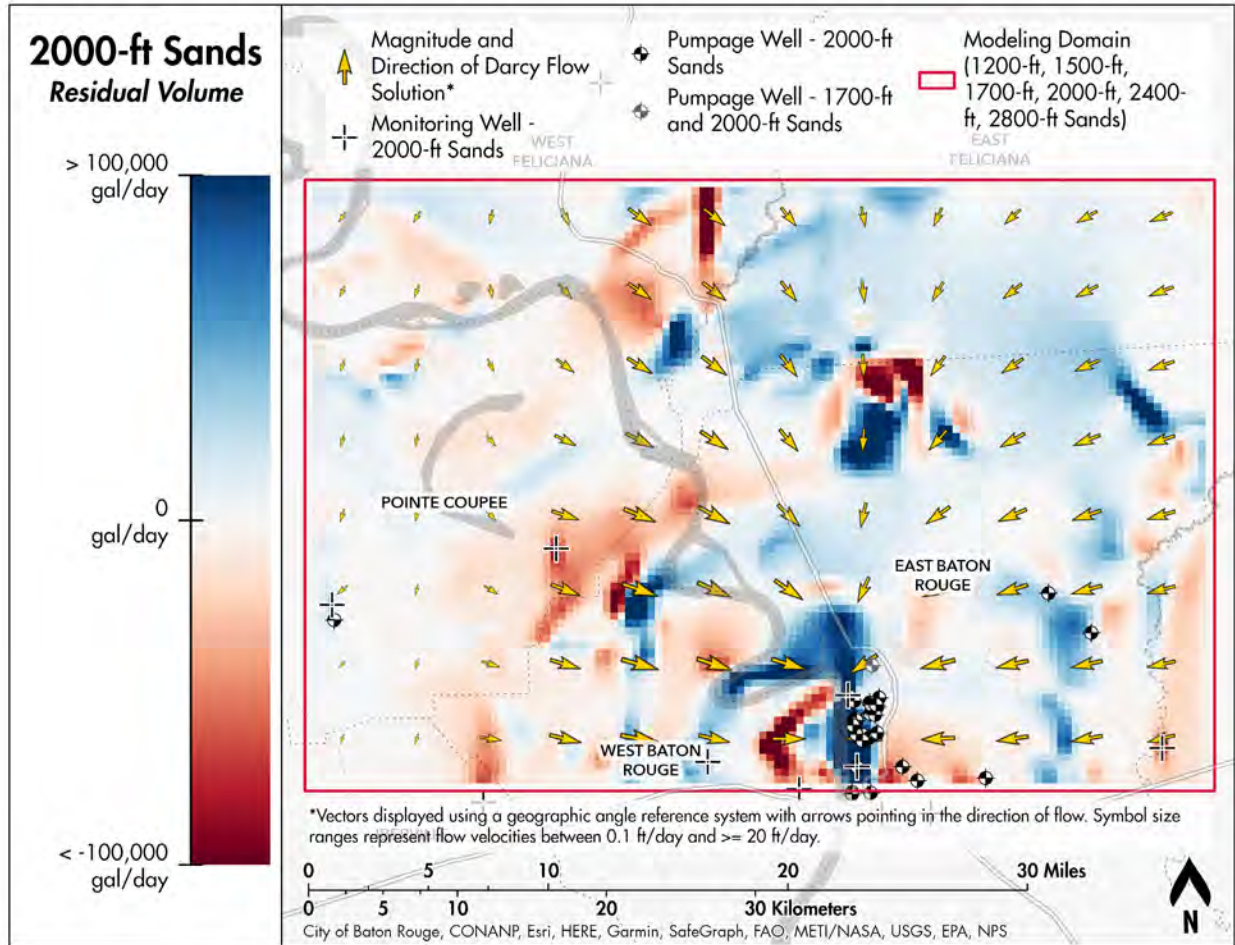 2000-ft Sands
Residual Volume
> 100,000
gal/day
0
gal/day
< -100,000
gal/day
Magnitude and
Direction of Darcy Flow
Solution*
Monitoring Well -
2000-ft Sands
Pumpage Well - 2000-ft
Sands
Pumpage Well - 1700-ft
and 2000-ft Sands
Modeling Domain
(1200-ft, 1500-ft,
1700-ft, 2000-ft, 2400-
ft, 2800-ft Sands)
WEST
FELICIANA
EAST
FELICIANA
POINTE COUPEE
EAST BATON
ROUGE
WEST BATON
ROUGE
*Vectors displayed using a geographic angle reference system with arrows pointing in the direction of flow. Symbol size
ranges represent flow velocities between 0.1 ft/day and >= 20 ft/day.
0 5 10 20 30 Miles
0 5 10 20 30 Kilometers
N
City of Baton Rouge, CONANP, Esri, HERE, Garmin, SafeGraph, FAO, METI/NASA, USGS, EPA, NPS